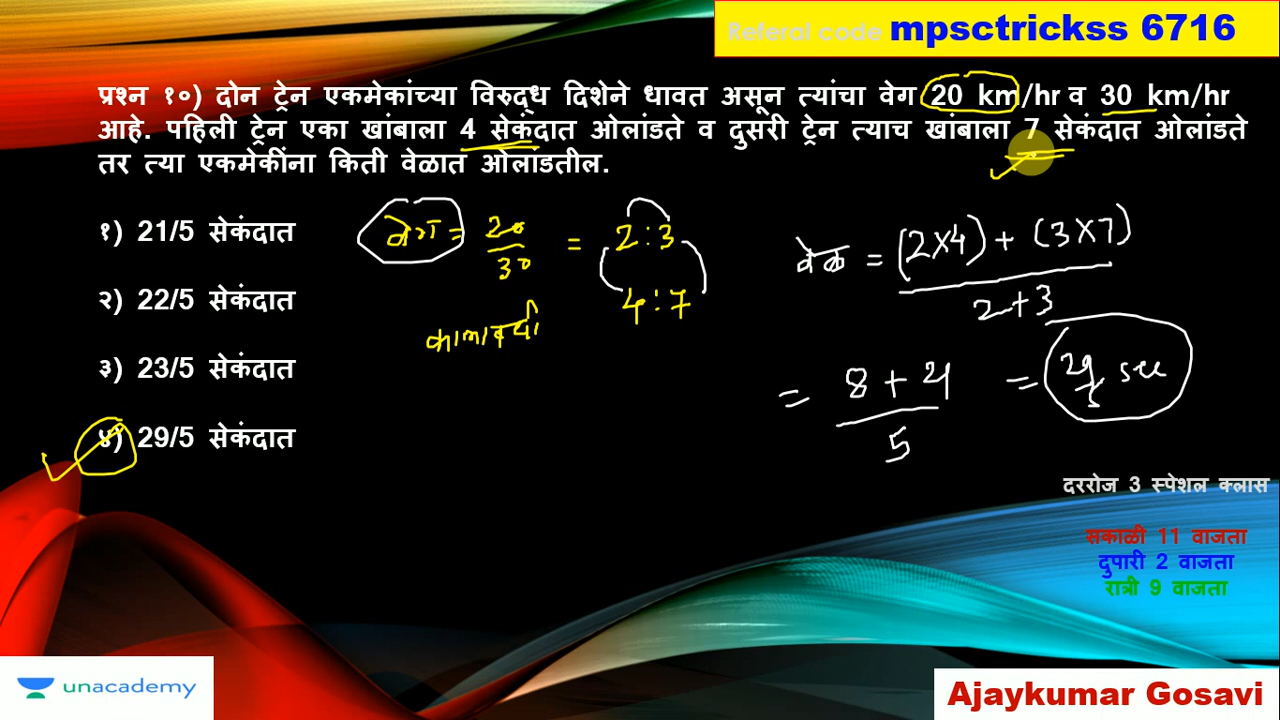 Referal code mpsctrickss 6716
प्रश्न १०) दोन ट्रेन एकमेकांच्या विरुद्ध दिशेने धावत असून त्यांचा वेग 20 km/hr व 30 km/hr
आहे. पहिली ट्रेन एका खांबाला 4 सेकंदात ओलांडते व दुसरी ट्रेन त्याच खांबाला 7 सेकंदात ओलांडते
तर त्या एकमेकींना किती वेळात ओलाडतील.
१) 21/5 सेकंदात
२) 22/5 सेकंदात
३) 23/5 सेकंदात
४) 29/5 सेकंदात
वेग = 20/30 = 2:3
कालावधी 4:7
वेळ = (2×4) + (3×7)
2+3
= 8 + 21 = 29/5 sec
5
दररोज 3 स्पेशल क्लास
सकाळी 11 वाजता
दुपारी 2 वाजता
रात्री 9 वाजता
unacademy
Ajaykumar Gosavi